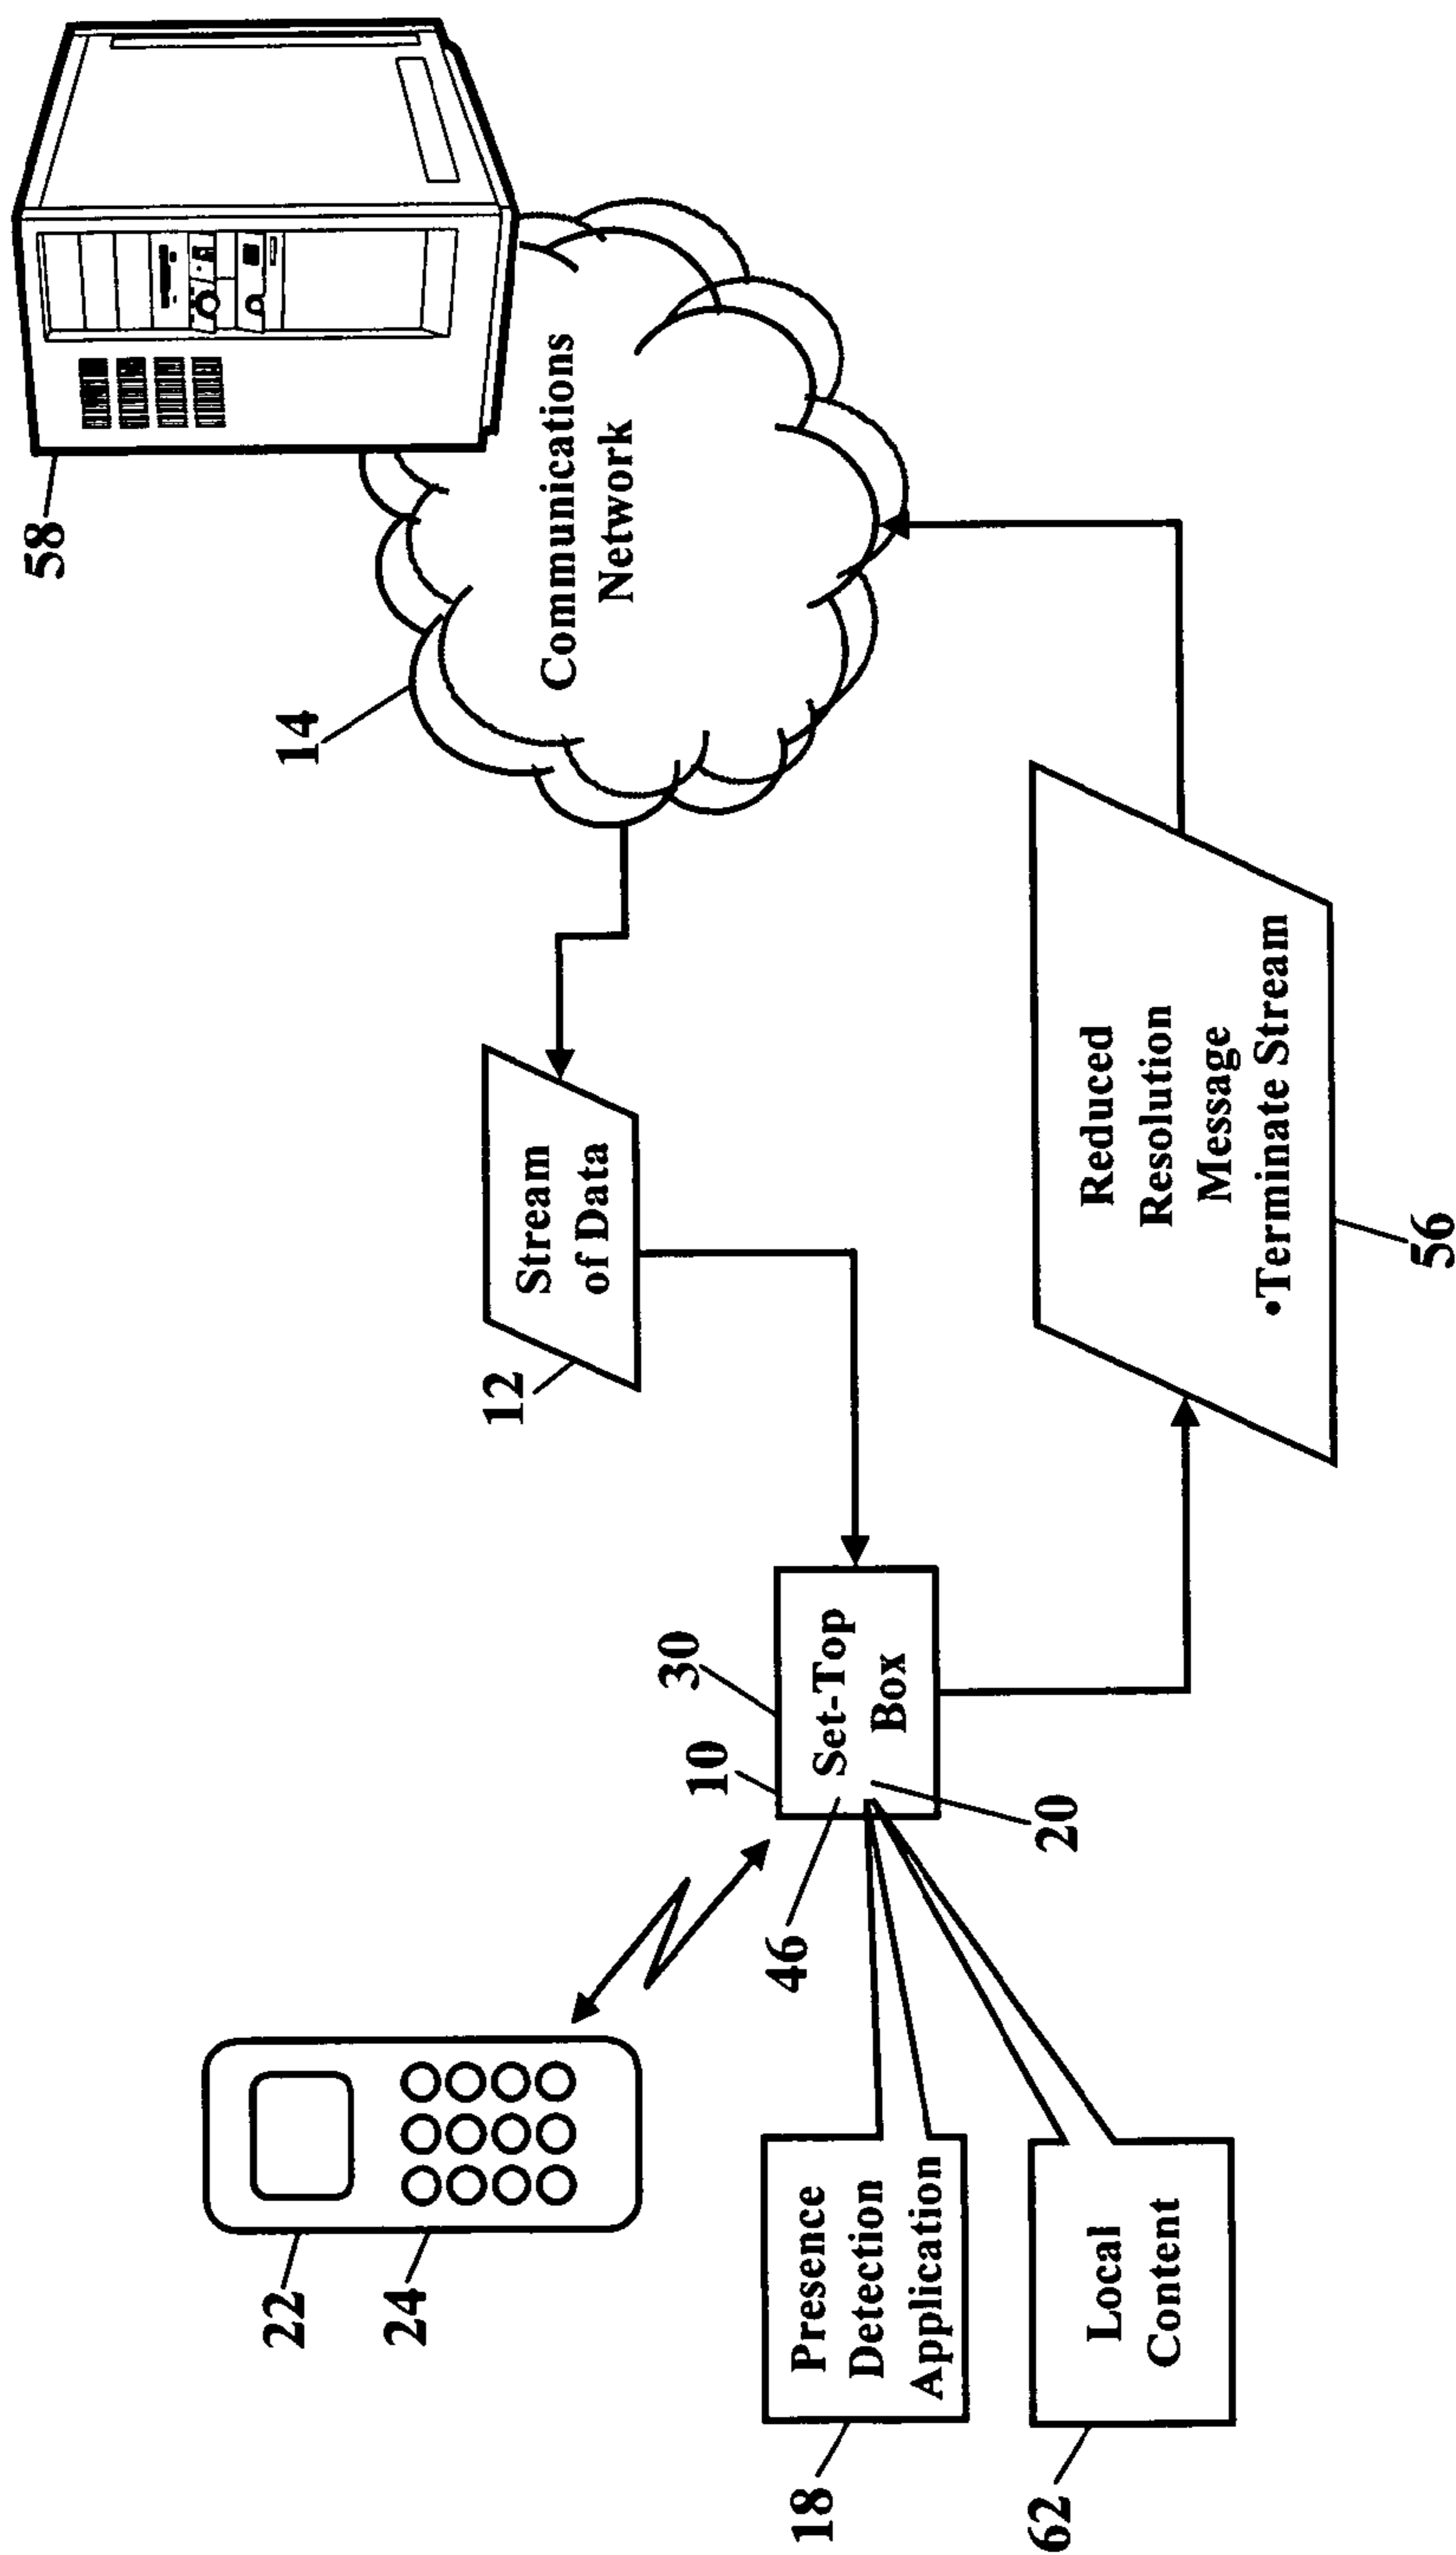 58
14
Communications
Network
12
Stream
of Data
22
24
10
30
Set-Top
Box
46
20
18
Presence
Detection
Application
62
Local
Content
Reduced
Resolution
Message
•Terminate Stream
56